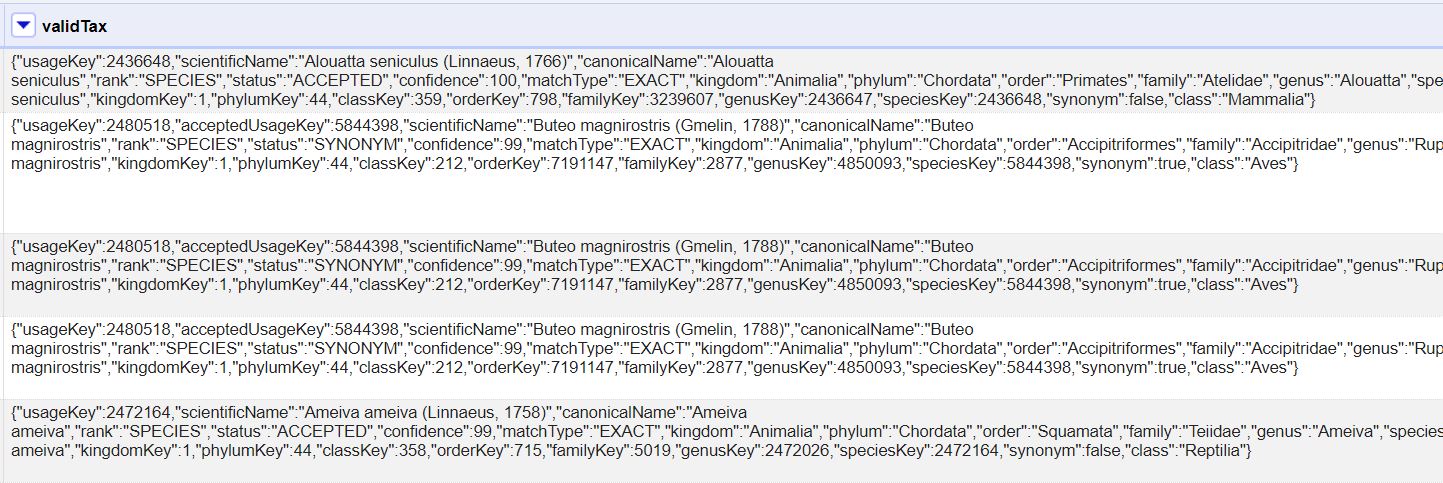 validTax
{"usageKey":2436648,"scientificName":"Alouatta seniculus (Linnaeus, 1766)","canonicalName":"Alouatta
seniculus","rank":"SPECIES","status":"ACCEPTED","confidence":100,"matchType":"EXACT","kingdom":"Animalia","phylum":"Chordata","order":"Primates","family":"Atelidae","genus":"Alouatta","spe
seniculus","kingdomKey":1,"phylumKey":44,"classKey":359,"orderKey":798,"familyKey":3239607,"genusKey":2436647,"speciesKey":2436648,"synonym":false,"class":"Mammalia"}
{"usageKey":2480518,"acceptedUsageKey":5844398,"scientificName":"Buteo magnirostris (Gmelin, 1788)","canonicalName":"Buteo
magnirostris","rank":"SPECIES","status":"SYNONYM","confidence":99,"matchType":"EXACT","kingdom":"Animalia","phylum":"Chordata","order":"Accipitriformes","family":"Accipitridae","genus":"Rup
magnirostris","kingdomKey":1,"phylumKey":44,"classKey":212,"orderKey":7191147,"familyKey":2877,"genusKey":4850093,"speciesKey":5844398,"synonym":true,"class":"Aves"}
{"usageKey":2480518,"acceptedUsageKey":5844398,"scientificName":"Buteo magnirostris (Gmelin, 1788)","canonicalName":"Buteo
magnirostris","rank":"SPECIES","status":"SYNONYM","confidence":99,"matchType":"EXACT","kingdom":"Animalia","phylum":"Chordata","order":"Accipitriformes","family":"Accipitridae","genus":"Rup
magnirostris","kingdomKey":1,"phylumKey":44,"classKey":212,"orderKey":7191147,"familyKey":2877,"genusKey":4850093,"speciesKey":5844398,"synonym":true,"class":"Aves"}
{"usageKey":2480518,"acceptedUsageKey":5844398,"scientificName":"Buteo magnirostris (Gmelin, 1788)","canonicalName":"Buteo
magnirostris","rank":"SPECIES","status":"SYNONYM","confidence":99,"matchType":"EXACT","kingdom":"Animalia","phylum":"Chordata","order":"Accipitriformes","family":"Accipitridae","genus":"Rup
magnirostris","kingdomKey":1,"phylumKey":44,"classKey":212,"orderKey":7191147,"familyKey":2877,"genusKey":4850093,"speciesKey":5844398,"synonym":true,"class":"Aves"}
{"usageKey":2472164,"scientificName":"Ameiva ameiva (Linnaeus, 1758)","canonicalName":"Ameiva
ameiva","rank":"SPECIES","status":"ACCEPTED","confidence":99,"matchType":"EXACT","kingdom":"Animalia","phylum":"Chordata","order":"Squamata","family":"Teiidae","genus":"Ameiva","species
ameiva","kingdomKey":1,"phylumKey":44,"classKey":358,"orderKey":715,"familyKey":5019,"genusKey":2472026,"speciesKey":2472164,"synonym":false,"class":"Reptilia"}